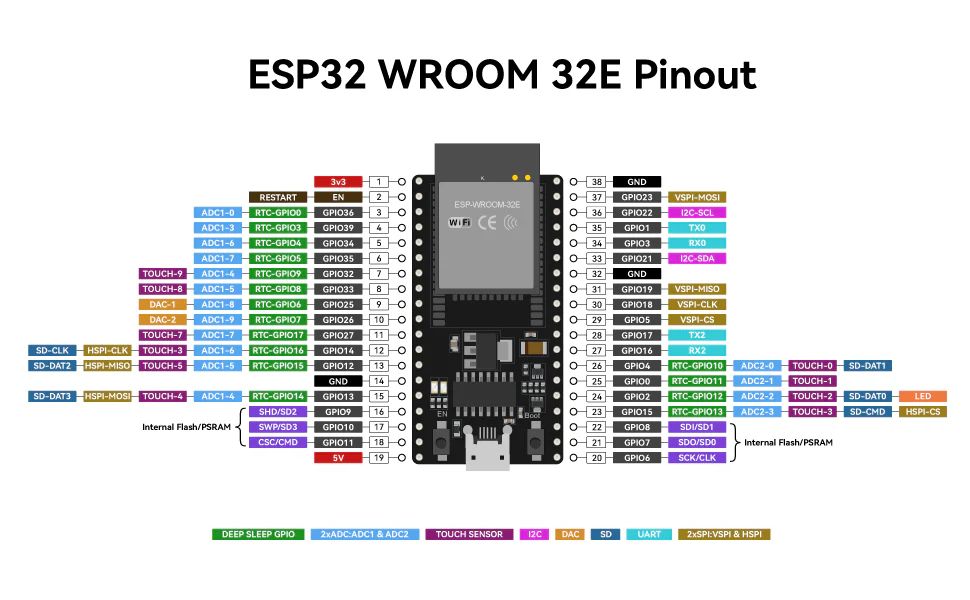 ESP32 WROOM 32E Pinout
K
ESP-WROOM-32E
WiFi CE
3v3 1
RESTART EN 2
ADC1-0 RTC-GPIO0 GPIO36 3
ADC1-3 RTC-GPIO3 GPIO39 4
ADC1-6 RTC-GPIO4 GPIO34 5
ADC1-7 RTC-GPIO5 GPIO35 6
TOUCH-9 ADC1-4 RTC-GPIO9 GPIO32 7
TOUCH-8 ADC1-5 RTC-GPIO8 GPIO33 8
DAC-1 ADC1-8 RTC-GPIO6 GPIO25 9
DAC-2 ADC1-9 RTC-GPIO7 GPIO26 10
TOUCH-7 ADC1-7 RTC-GPIO17 GPIO27 11
SD-CLK HSPI-CLK TOUCH-3 ADC1-6 RTC-GPIO16 GPIO14 12
SD-DAT2 HSPI-MISO TOUCH-5 ADC1-5 RTC-GPIO15 GPIO12 13
GND 14
SD-DAT3 HSPI-MOSI TOUCH-4 ADC1-4 RTC-GPIO14 GPIO13 15
SHD/SD2 GPIO9 16
Internal Flash/PSRAM SWP/SD3 GPIO10 17
CSC/CMD GPIO11 18
5V 19
EN Boot
38 GND
37 GPIO23 VSPI-MOSI
36 GPIO22 I2C-SCL
35 GPIO1 TX0
34 GPIO3 RX0
33 GPIO21 I2C-SDA
32 GND
31 GPIO19 VSPI-MISO
30 GPIO18 VSPI-CLK
29 GPIO5 VSPI-CS
28 GPIO17 TX2
27 GPIO16 RX2
26 GPIO4 RTC-GPIO10 ADC2-0 TOUCH-0 SD-DAT1
25 GPIO0 RTC-GPIO11 ADC2-1 TOUCH-1
24 GPIO2 RTC-GPIO12 ADC2-2 TOUCH-2 SD-DAT0 LED
23 GPIO15 RTC-GPIO13 ADC2-3 TOUCH-3 SD-CMD HSPI-CS
22 GPIO8 SDI/SD1
21 GPIO7 SDO/SD0 Internal Flash/PSRAM
20 GPIO6 SCK/CLK
DEEP SLEEP GPIO 2xADC:ADC1 & ADC2 TOUCH SENSOR I2C DAC SD UART 2xSPI:VSPI & HSPI